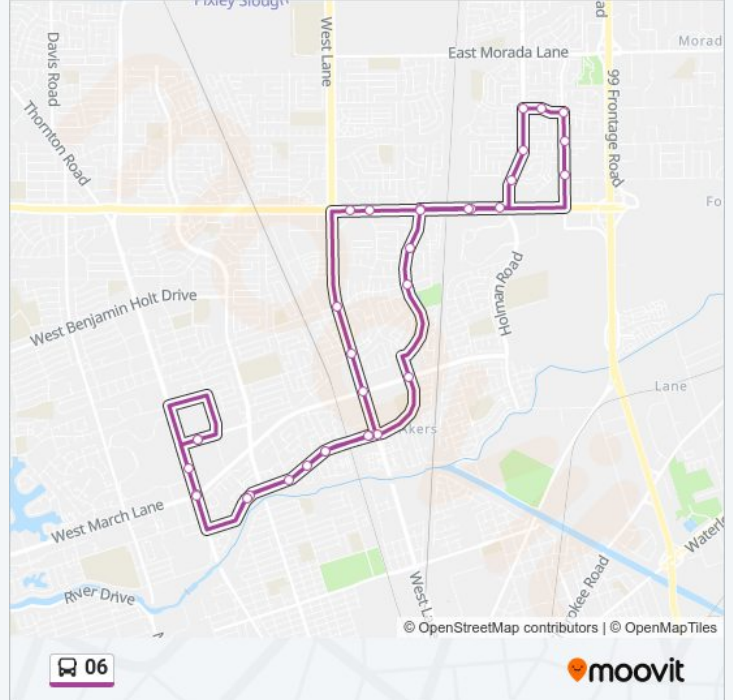 Pixley Slough
West Lane
Davis Road
East Morada Lane
Morad
99 Frontage Road
Thornton Road
Fo
Holman Road
West Benjamin Holt Drive
Lane
Akers
West March Lane
River Drive
West L
okee Road
Waterlo
© OpenStreetMap contributors | © OpenMapTiles
06
moovit